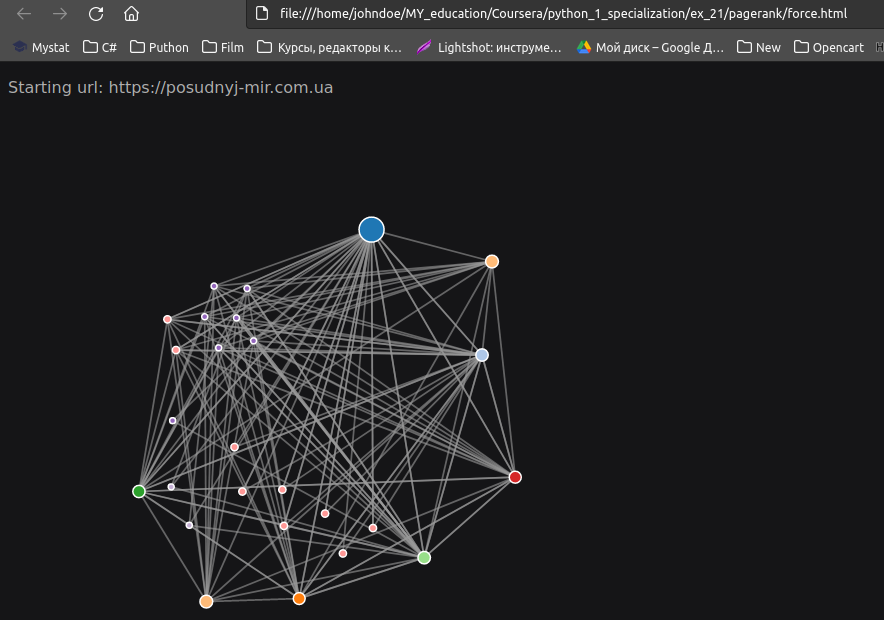 file:///home/johndoe/MY_education/Coursera/python_1_specialization/ex_21/pagerank/force.html
Mystat C# Puthon Film Курсы, редакторы к... Lightshot: инструме... Мой диск – Google Д... New Opencart
Starting url: https://posudnyj-mir.com.ua